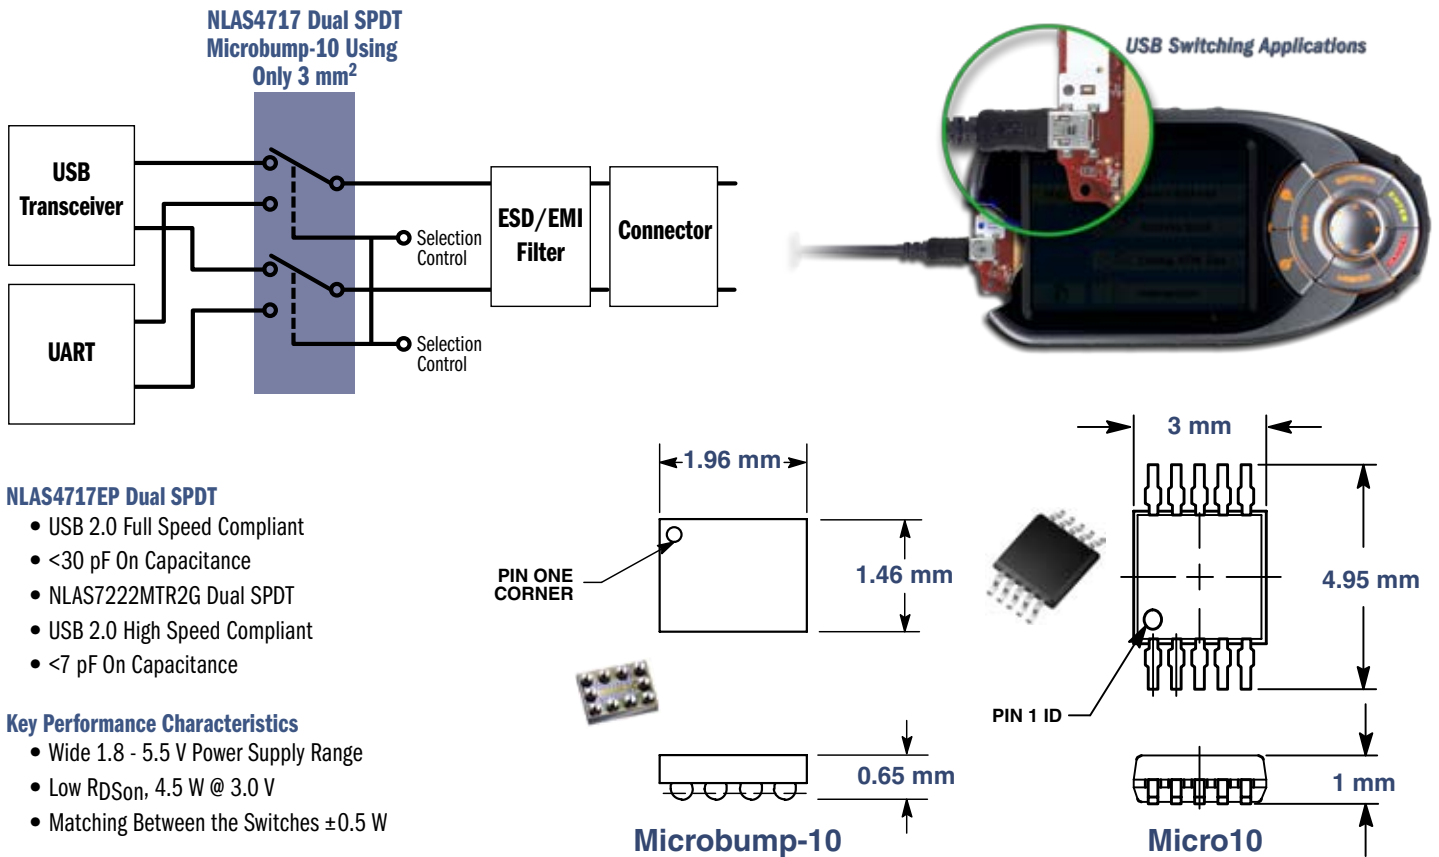 NLAS4717 Dual SPDT
Microbump-10 Using
Only 3 mm2
USB Switching Applications
USB
Transceiver
UART
Selection
Control
Selection
Control
ESD/EMI
Filter
Connector
ENTER
NLAS4717EP Dual SPDT
• USB 2.0 Full Speed Compliant
• <30 pF On Capacitance
• NLAS7222MTR2G Dual SPDT
• USB 2.0 High Speed Compliant
• <7 pF On Capacitance
Key Performance Characteristics
• Wide 1.8 - 5.5 V Power Supply Range
• Low RDSon, 4.5 W @ 3.0 V
• Matching Between the Switches ±0.5 W
1.96 mm
PIN ONE
CORNER
1.46 mm
0.65 mm
Microbump-10
3 mm
4.95 mm
PIN 1 ID
1 mm
Micro10